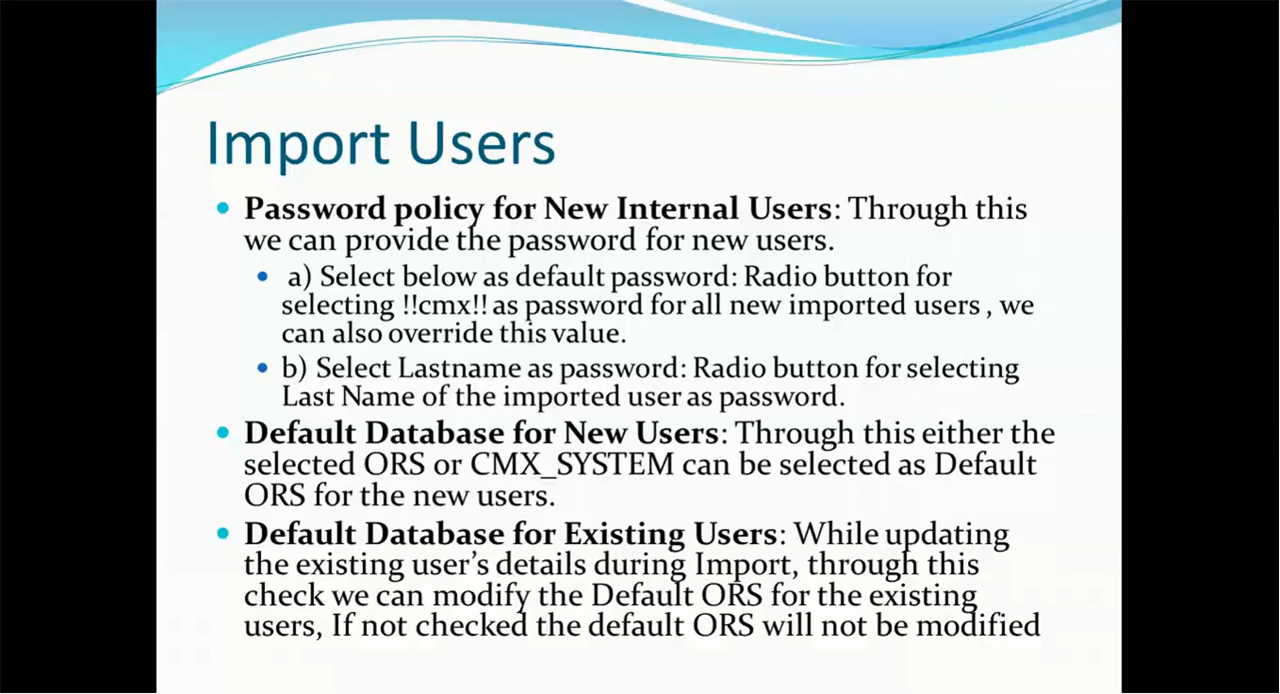 Import Users
Password policy for New Internal Users: Through this
we can provide the password for new users.
a) Select below as default password: Radio button for
selecting !!cmx!! as password for all new imported users , we
can also override this value.
b) Select Lastname as password: Radio button for selecting
Last Name of the imported user as password.
Default Database for New Users: Through this either the
selected ORS or CMX_SYSTEM can be selected as Default
ORS for the new users.
Default Database for Existing Users: While updating
the existing user’s details during Import, through this
check we can modify the Default ORS for the existing
users, If not checked the default ORS will not be modified